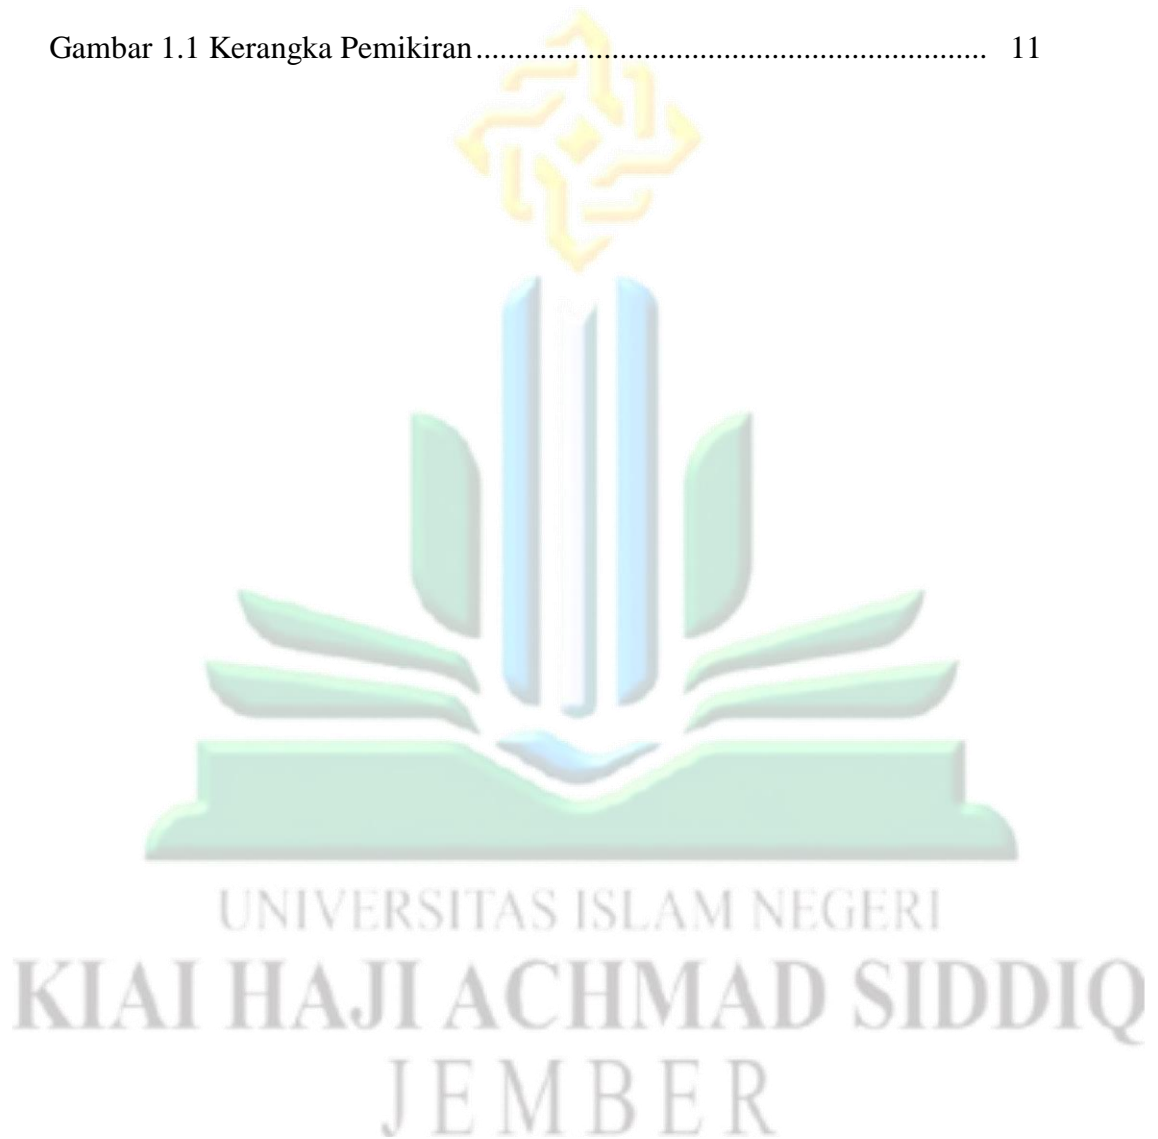 Gambar 1.1 Kerangka Pemikiran................................................................. 11
UNIVERSITAS ISLAM NEGERI
KIAI HAJI ACHMAD SIDDIQ
JEMBER